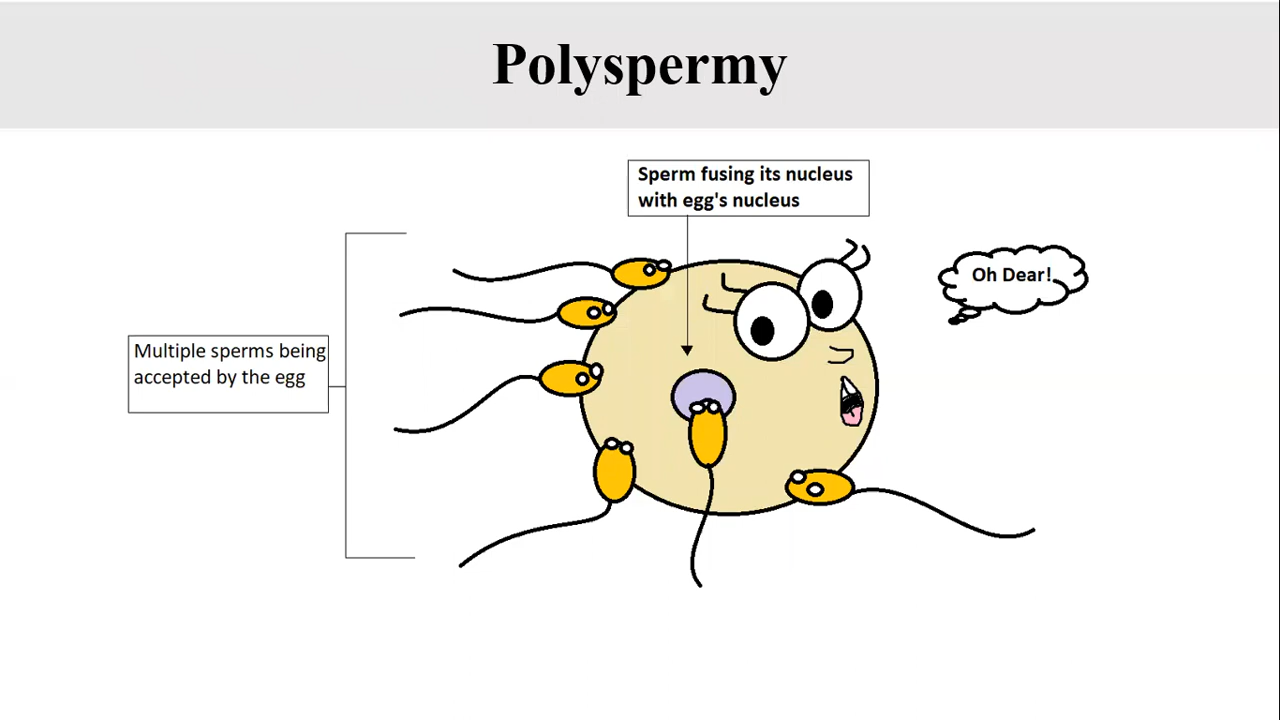 Polyspermy
Sperm fusing its nucleus
with egg's nucleus
Oh Dear!
Multiple sperms being
accepted by the egg